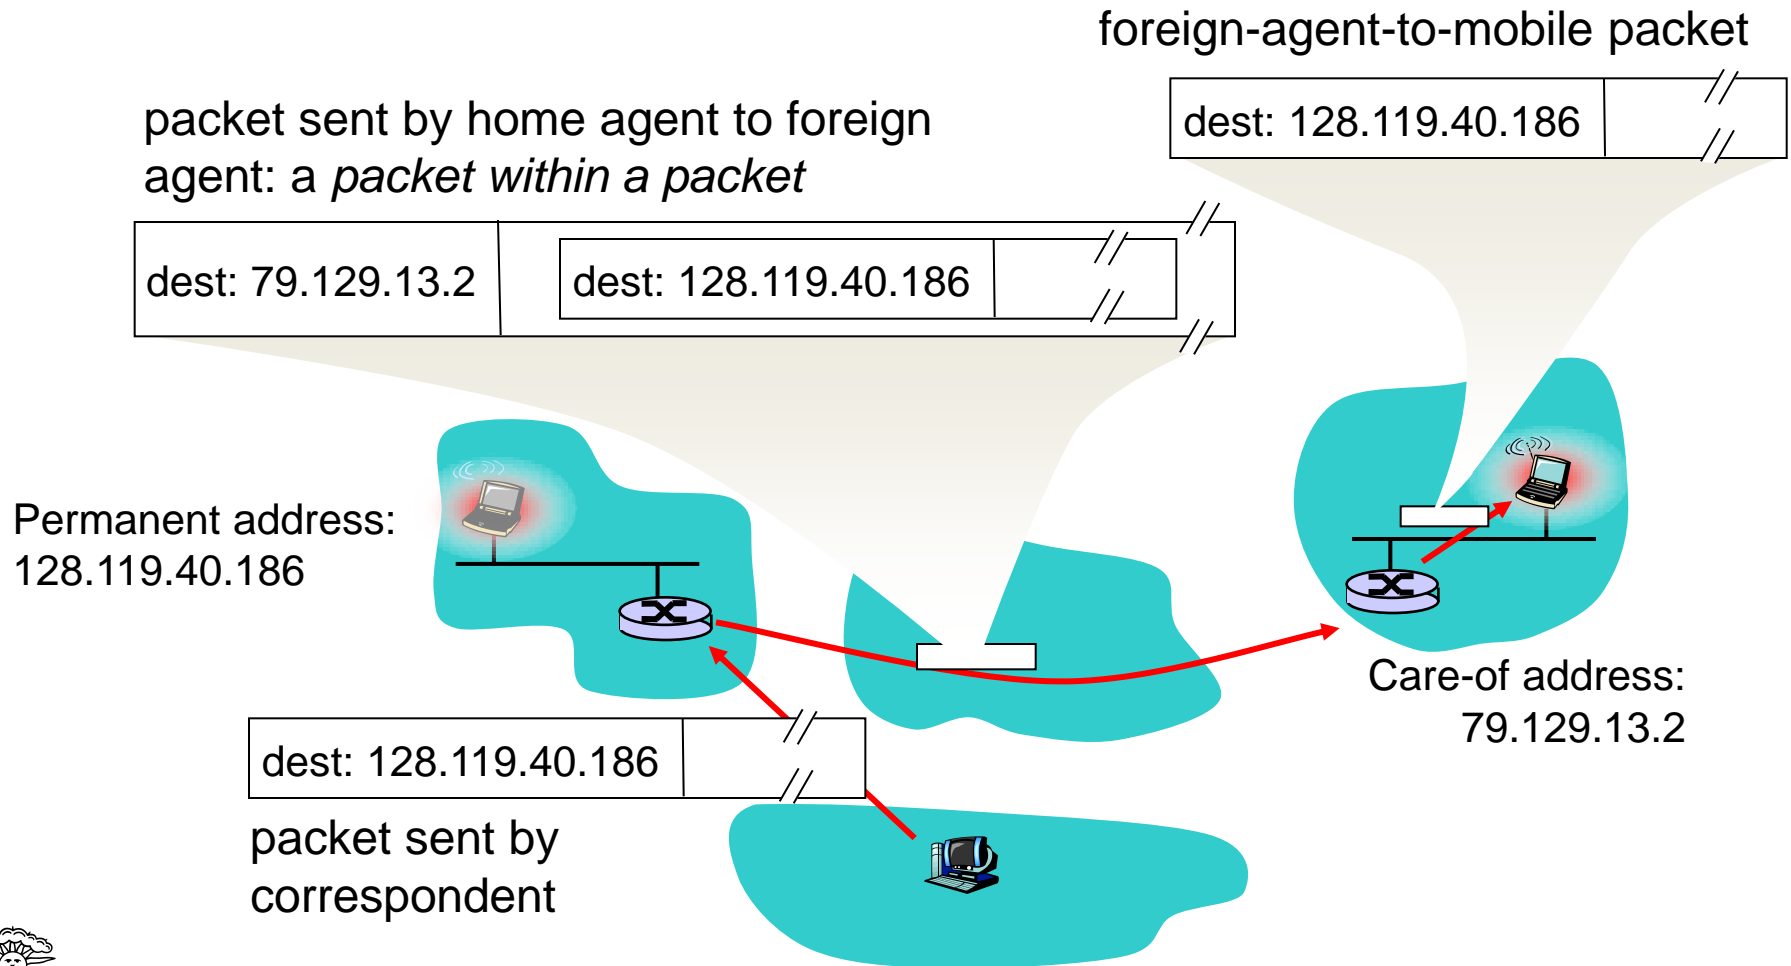 foreign-agent-to-mobile packet
dest: 128.119.40.186
packet sent by home agent to foreign
agent: a packet within a packet
dest: 79.129.13.2
dest: 128.119.40.186
Permanent address:
128.119.40.186
Care-of address:
79.129.13.2
dest: 128.119.40.186
packet sent by
correspondent